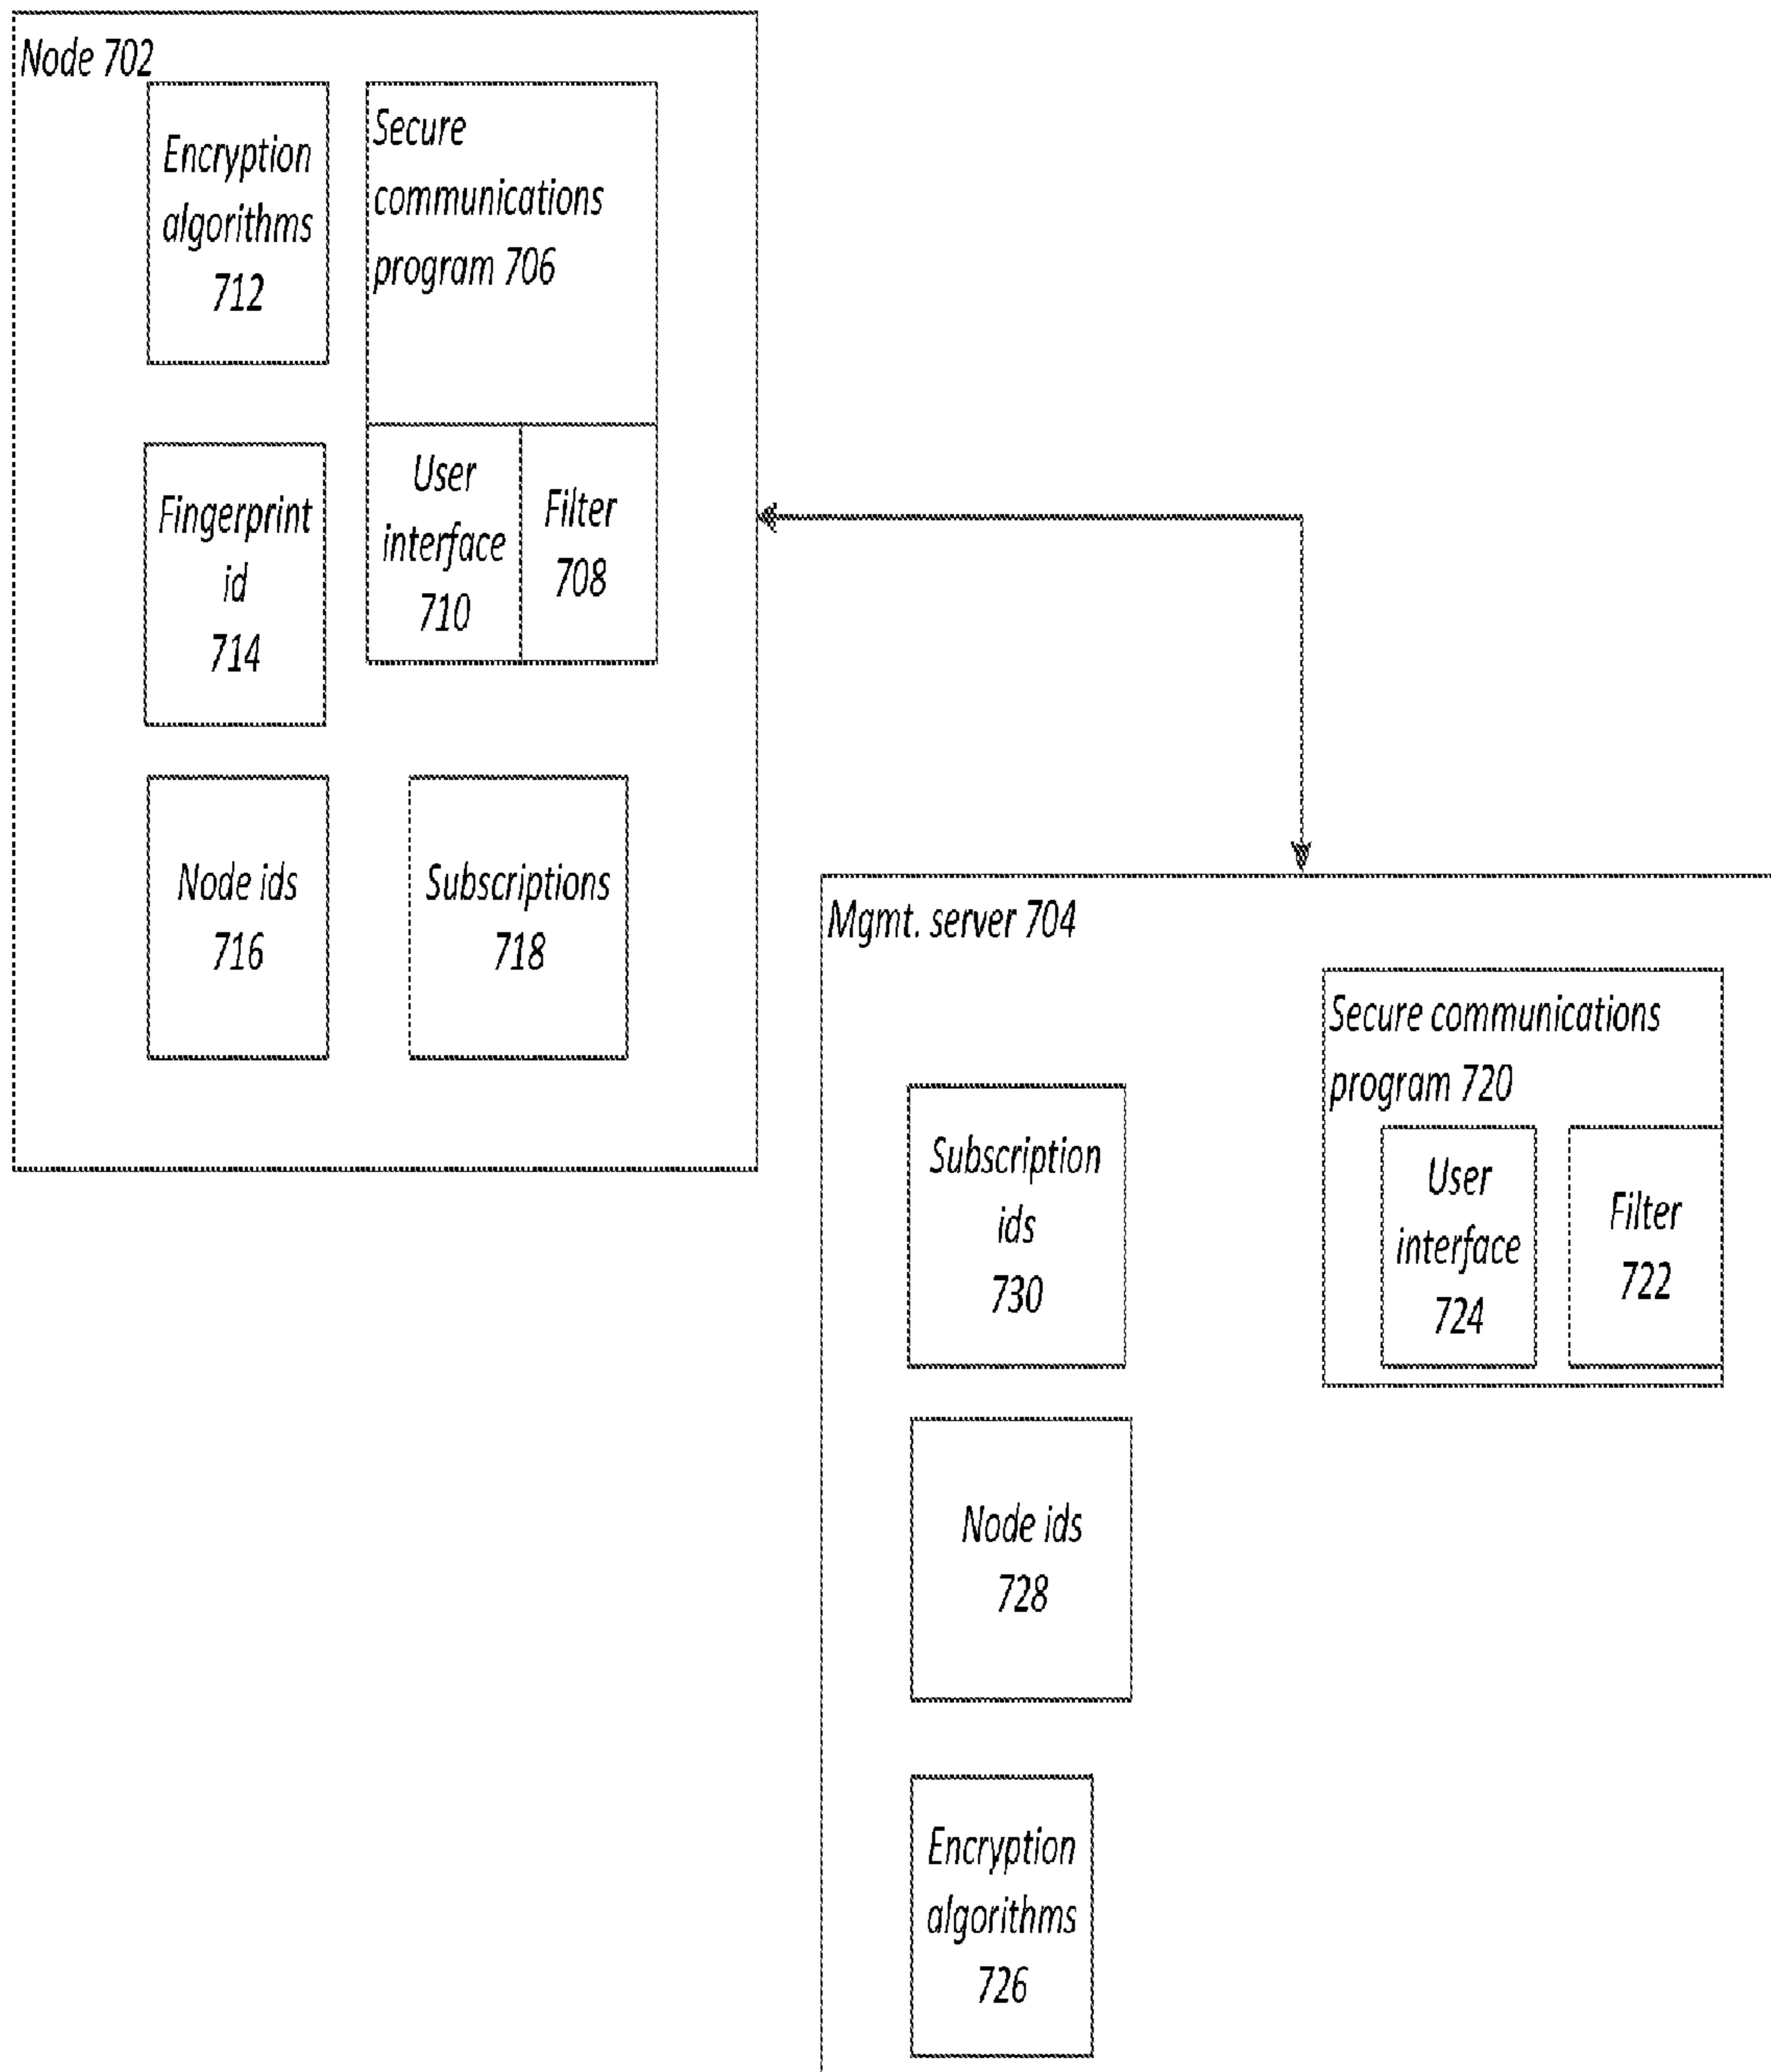 Node 702
Encryption
algorithms
712
Secure
communications
program 706
User
interface
710
Filter
708
Fingerprint
id
714
Node ids
716
Subscriptions
718
Mgmt. server 704
Secure communications
program 720
User
interface
724
Filter
722
Subscription
ids
730
Node ids
728
Encryption
algorithms
726